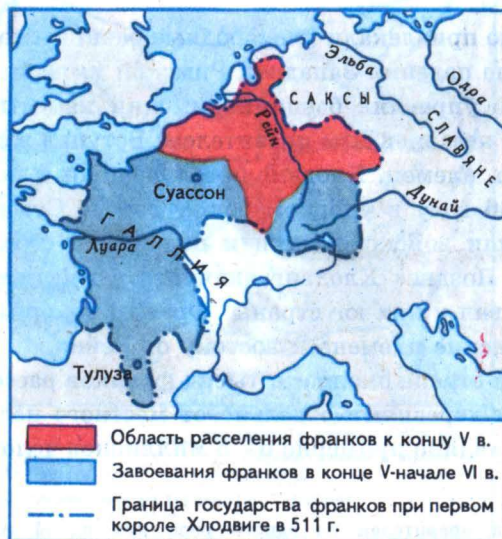 Эльба
Одра
САКСЫ
СЛАВЯНЕ
Рейн
Дунай
Суассон
ГАЛЛИЯ
Луара
Тулуза
Область расселения франков к концу V в.
Завоевания франков в конце V-начале VI в.
Граница государства франков при первом
короле Хлодвиге в 511 г.